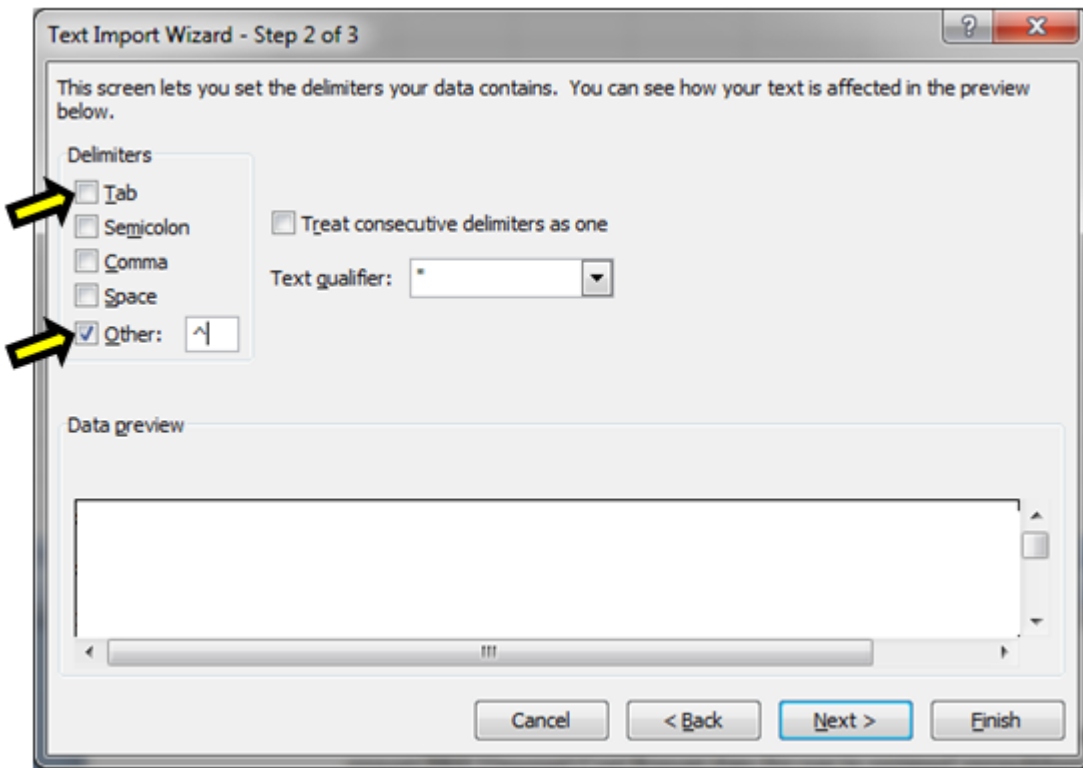 Text Import Wizard - Step 2 of 3
This screen lets you set the delimiters your data contains. You can see how your text is affected in the preview
below.
Delimiters
Tab
Semicolon
Treat consecutive delimiters as one
Comma
Text qualifier: "
Space
Other: ^
Data preview
Cancel
< Back
Next >
Finish